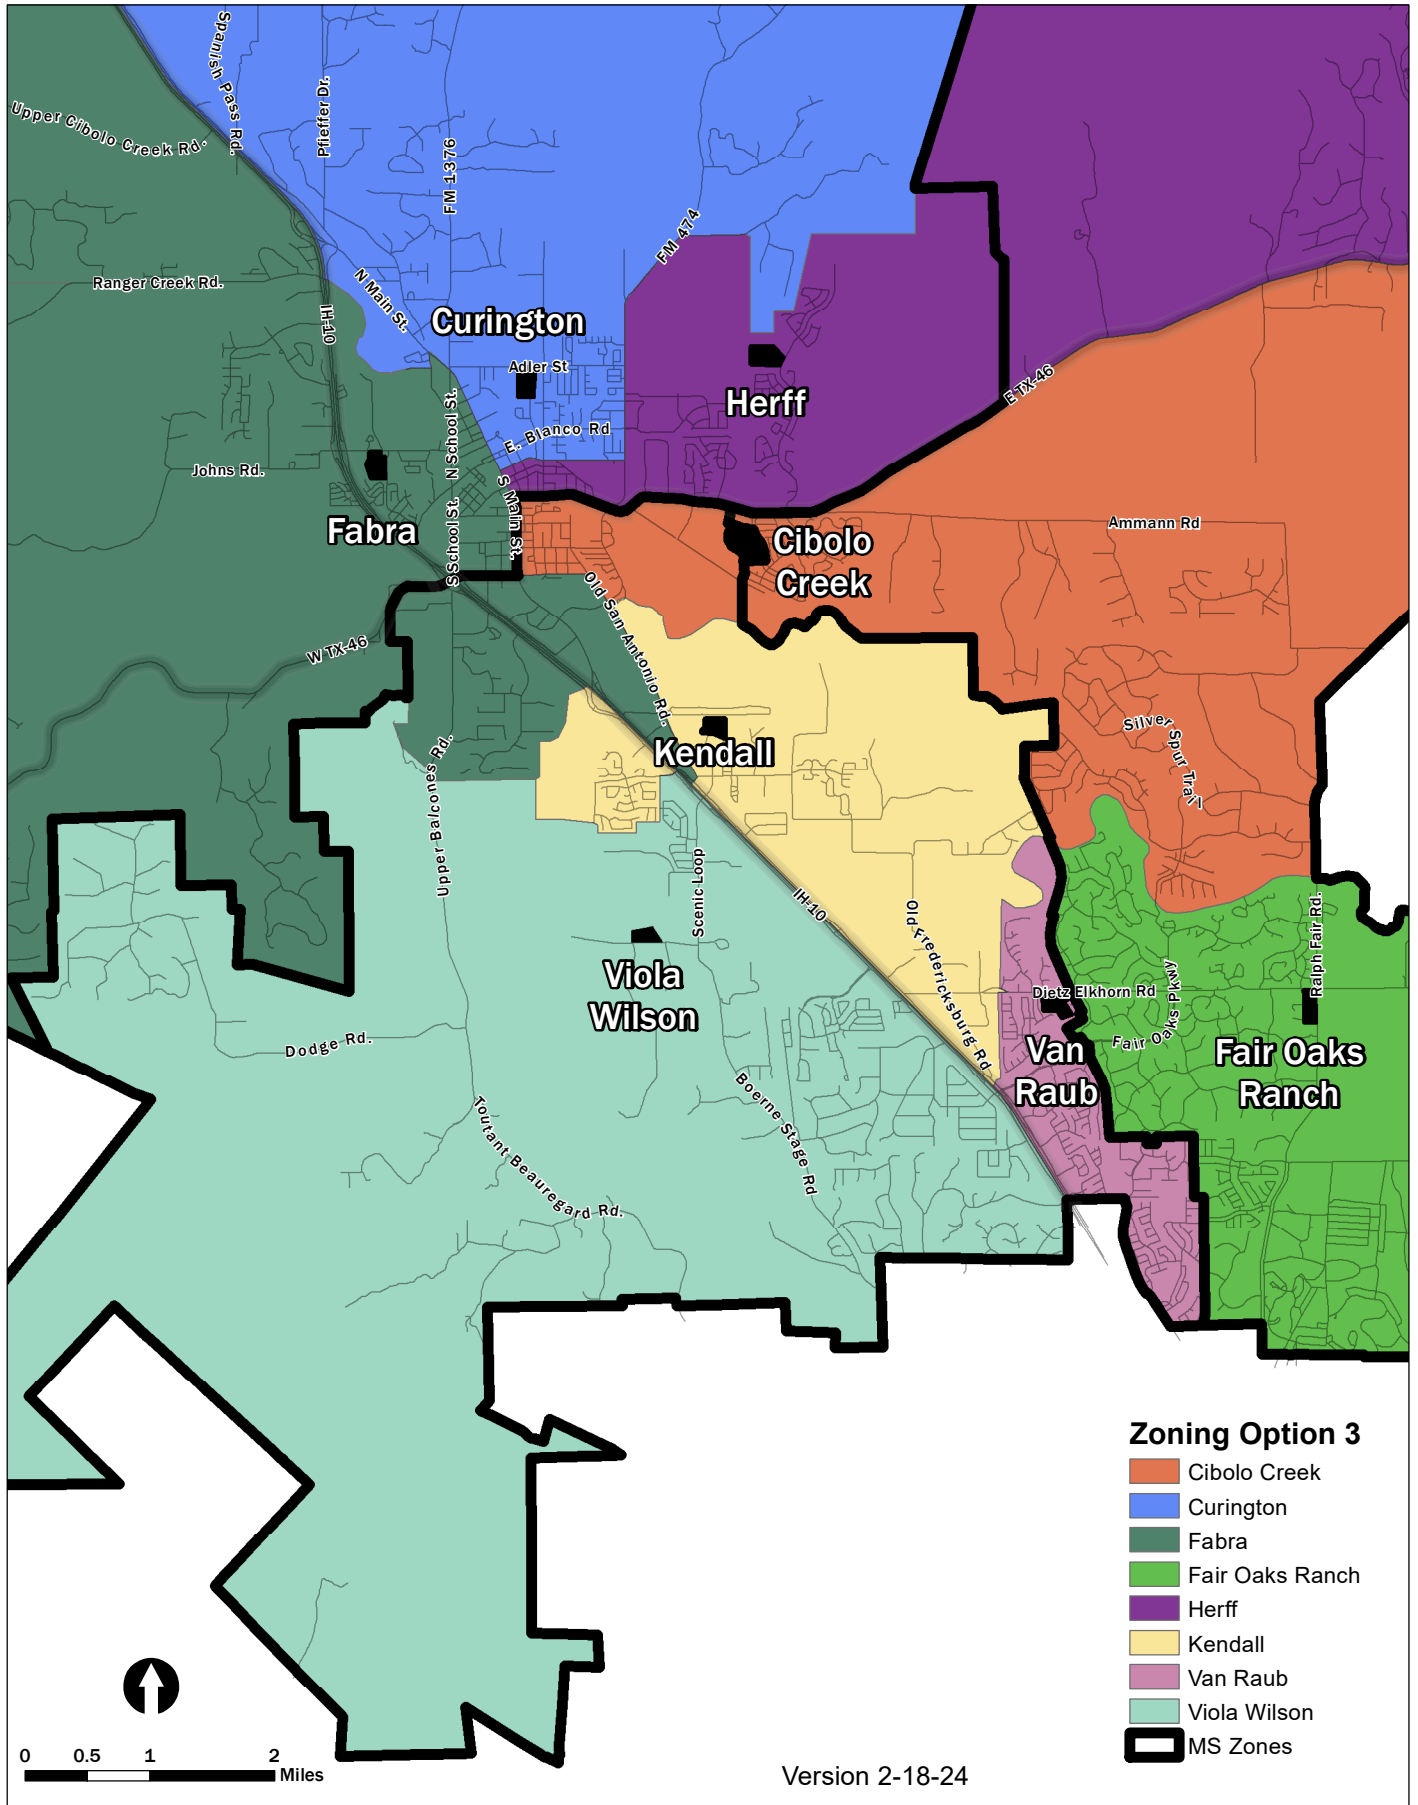 Spanish Pass Rd.
Pfieffer Dr.
Upper Cibolo Creek Rd.
FM 1376
FM 474
Ranger Creek Rd.
N Main St.
IH-10
Curington
Adler St
Herff
E TX-46
N School St.
E. Blanco Rd
Johns Rd.
S Main St.
S School St.
Fabra
Ammann Rd
Cibolo
Creek
Old San Antonio Rd.
W TX-46
Silver Spur Trail
Upper Balcones Rd.
Kendall
Scenic Loop
IH-10
Old Fredericksburg Rd
Ralph Fair Rd.
Viola
Wilson
Dietz Elkhorn Rd
Fair Oaks Pkwy
Dodge Rd.
Van
Raub
Fair Oaks
Ranch
Boerne Stage Rd
Toutant Beauregard Rd.
Zoning Option 3
Cibolo Creek
Curington
Fabra
Fair Oaks Ranch
Herff
Kendall
Van Raub
Viola Wilson
MS Zones
0 0.5 1 2
Miles
Version 2-18-24